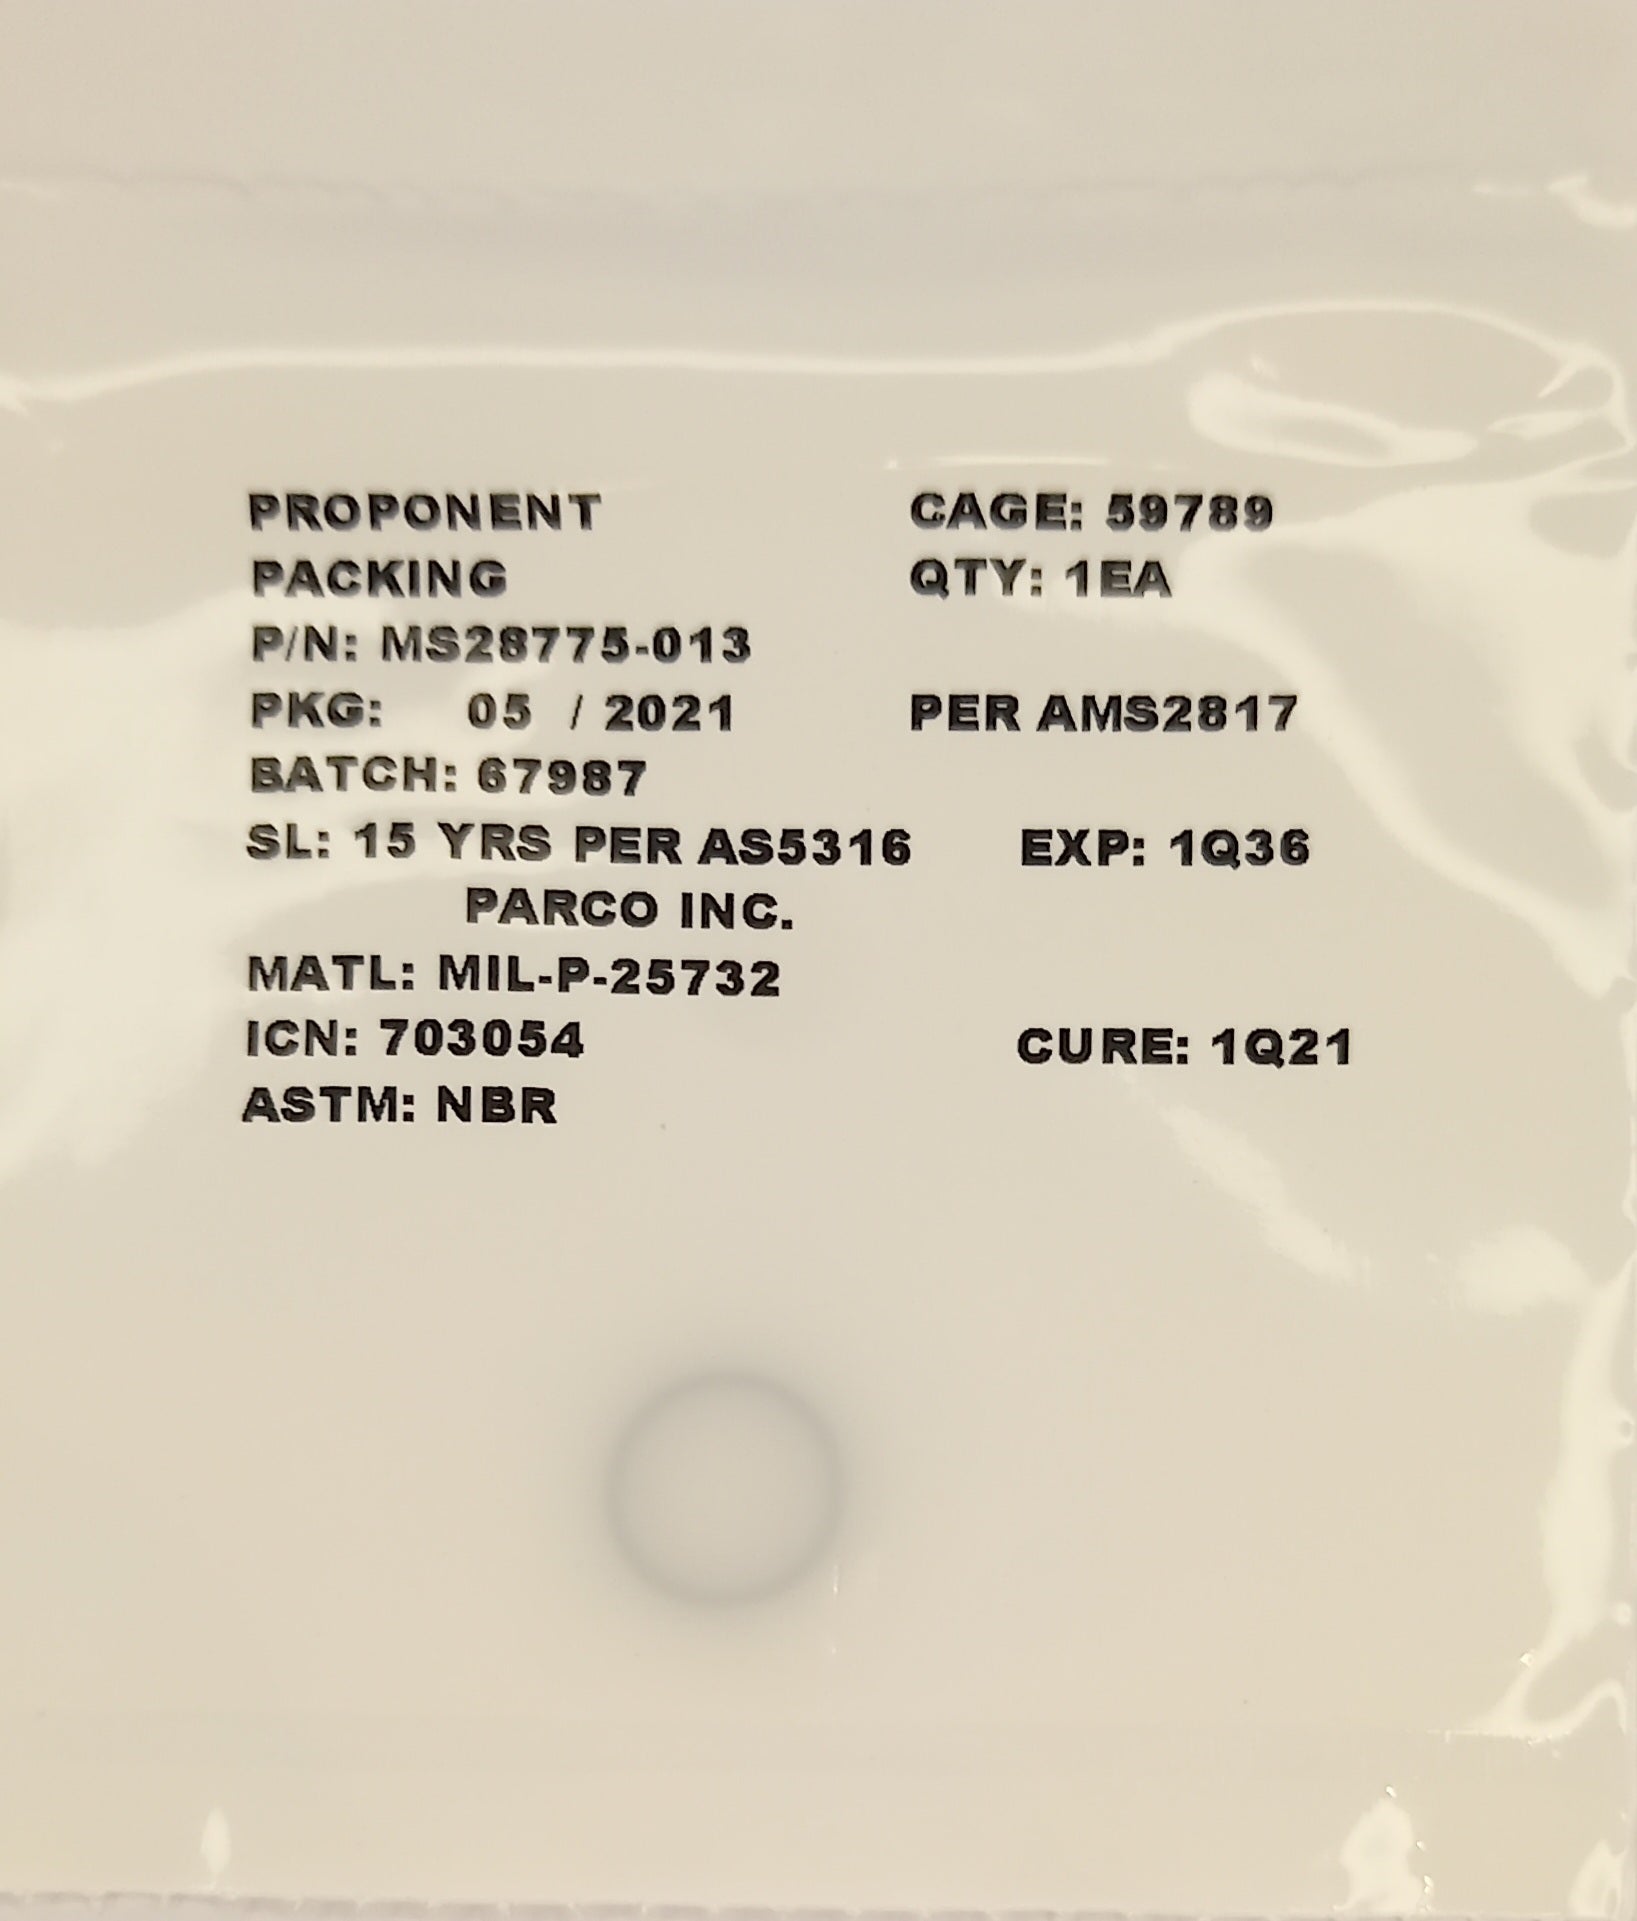 PROPONENT CAGE: 59789
PACKING QTY: 1EA
P/N: MS28775-013
PKG: 05 / 2021 PER AMS2817
BATCH: 67987
SL: 15 YRS PER AS5316 EXP: 1Q36
PARCO INC.
MATL: MIL-P-25732
ICN: 703054 CURE: 1Q21
ASTM: NBR